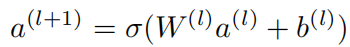 a^{(l+1)} = σ(W^{(l)}a^{(l)} + b^{(l)})